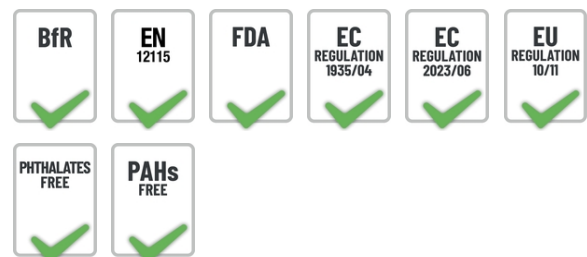 BfR
EN
12115
FDA
EC
REGULATION
1935/04
EC
REGULATION
2023/06
EU
REGULATION
10/11
PHTHALATES
FREE
PAHs
FREE